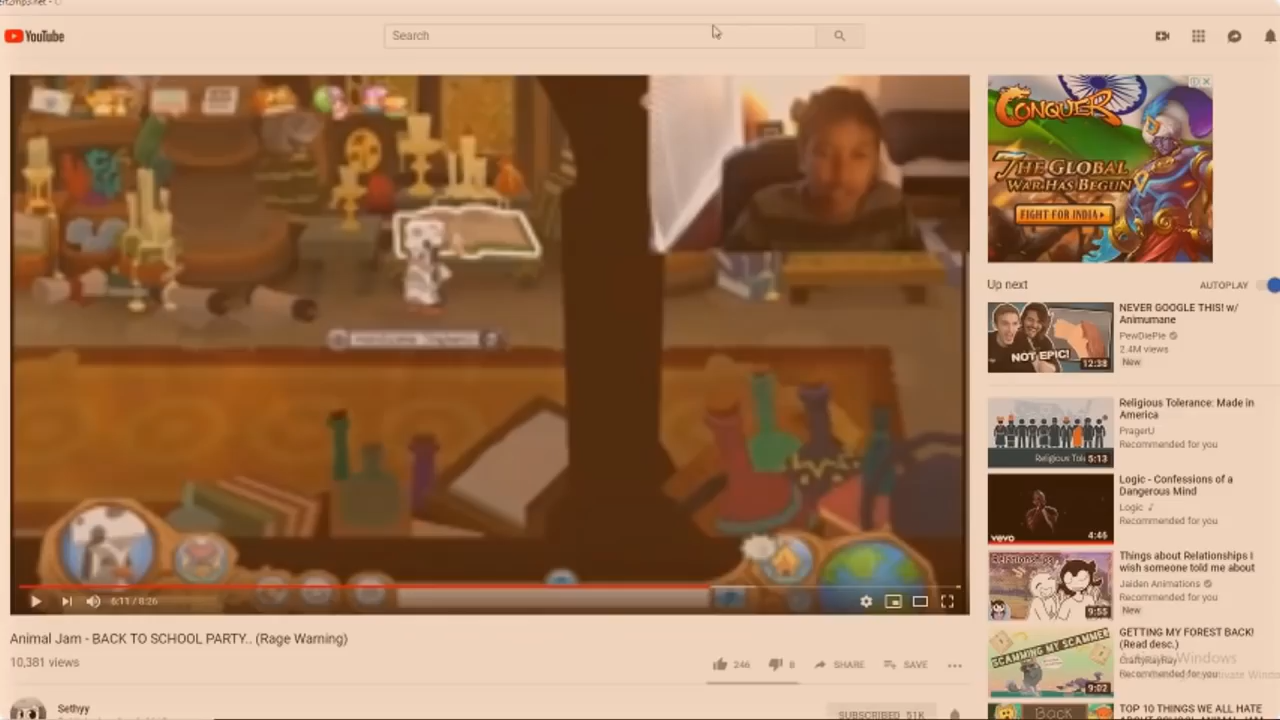 YouTube
Search
CONQUER
THE GLOBAL
WAR HAS BEGUN
FIGHT FOR INDIA
Up next
AUTOPLAY
NOT EPIC!
12:38
NEVER GOOGLE THIS! w/
Animumane
PewDiePie
2.4M views
New
Religious Tolerance: Made in
America
PragerU
Recommended for you
5:13
vevo
4:46
Logic - Confessions of a
Dangerous Mind
Logic
Recommended for you
Relationships
9:55
Things about Relationships I
wish someone told me about
Jaiden Animations
Recommended for you
New
SCAMMING MY SCAMMER
9:02
GETTING MY FOREST BACK!
(Read desc.)
Recommended for you
Back
TOP 10 THINGS WE ALL HATE
6:11 / 8:26
Animal Jam - BACK TO SCHOOL PARTY.. (Rage Warning)
10,381 views
246
8
SHARE
SAVE
Sethyy
SUBSCRIBED 51K